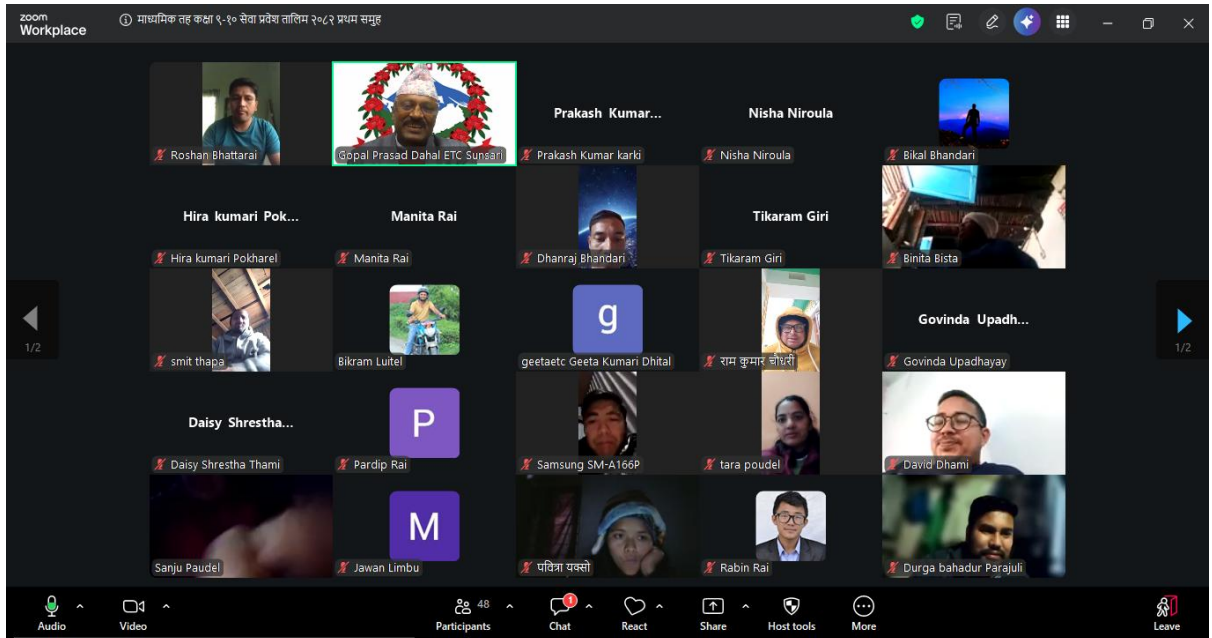 zoom
Workplace
माध्यमिक तह कक्षा ९-१० सेवा प्रवेश तालिम २०८२ प्रथम समुह
Roshan Bhattarai
Gopal Prasad Dahal ETC Sunsari
Prakash Kumar...
Prakash Kumar karki
Nisha Niroula
Nisha Niroula
Bikal Bhandari
Hira kumari Pok...
Hira kumari Pokharel
Manita Rai
Manita Rai
Dhanraj Bhandari
Tikaram Giri
Tikaram Giri
Binita Bista
1/2
smit thapa
Bikram Luitel
g
geetaetc Geeta Kumari Dhital
राम कुमार चौधरी
Govinda Upadh...
Govinda Upadhayay
1/2
Daisy Shrestha...
Daisy Shrestha Thami
P
Pardip Rai
Samsung SM-A166P
tara poudel
David Dhami
Sanju Paudel
M
Jawan Limbu
पवित्रा यक्सो
Rabin Rai
Durga bahadur Parajuli
Audio
Video
48
Participants
1
Chat
React
Share
Host tools
More
Leave